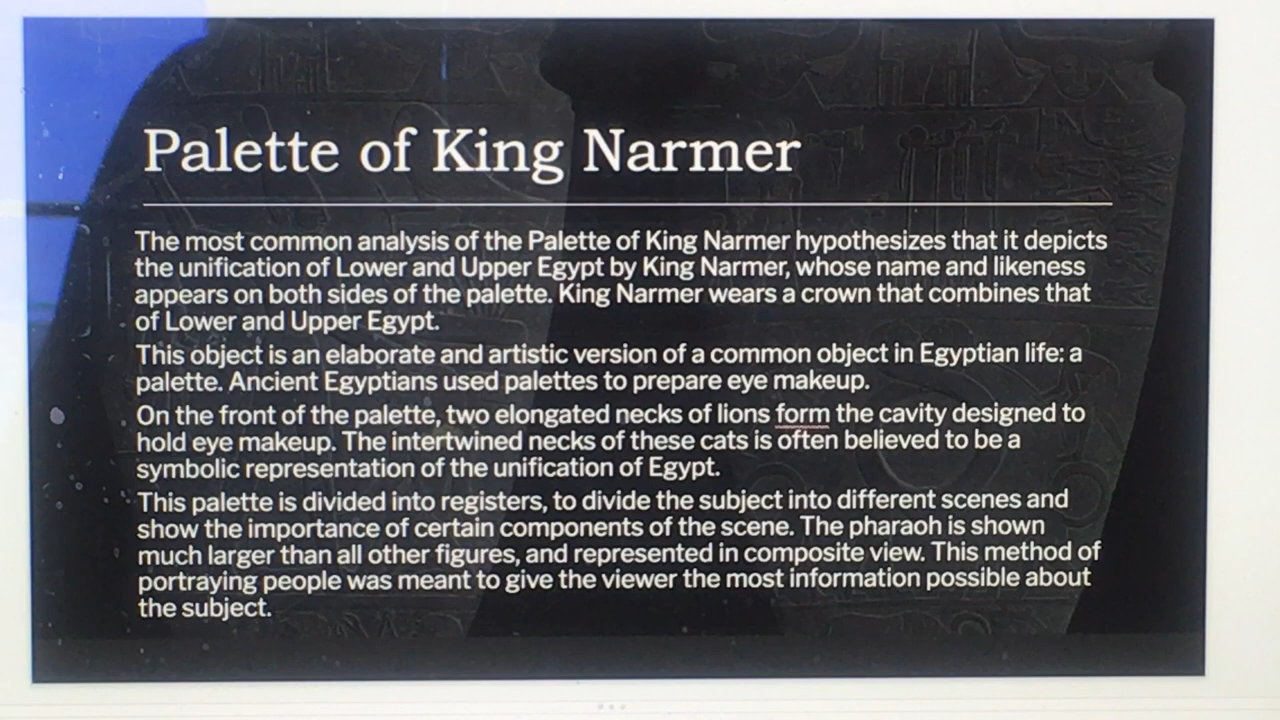 Palette of King Narmer
The most common analysis of the Palette of King Narmer hypothesizes that it depicts
the unification of Lower and Upper Egypt by King Narmer, whose name and likeness
appears on both sides of the palette. King Narmer wears a crown that combines that
of Lower and Upper Egypt.
This object is an elaborate and artistic version of a common object in Egyptian life: a
palette. Ancient Egyptians used palettes to prepare eye makeup.
On the front of the palette, two elongated necks of lions form the cavity designed to
hold eye makeup. The intertwined necks of these cats is often believed to be a
symbolic representation of the unification of Egypt.
This palette is divided into registers, to divide the subject into different scenes and
show the importance of certain components of the scene. The pharaoh is shown
much larger than all other figures, and represented in composite view. This method of
portraying people was meant to give the viewer the most information possible about
the subject.